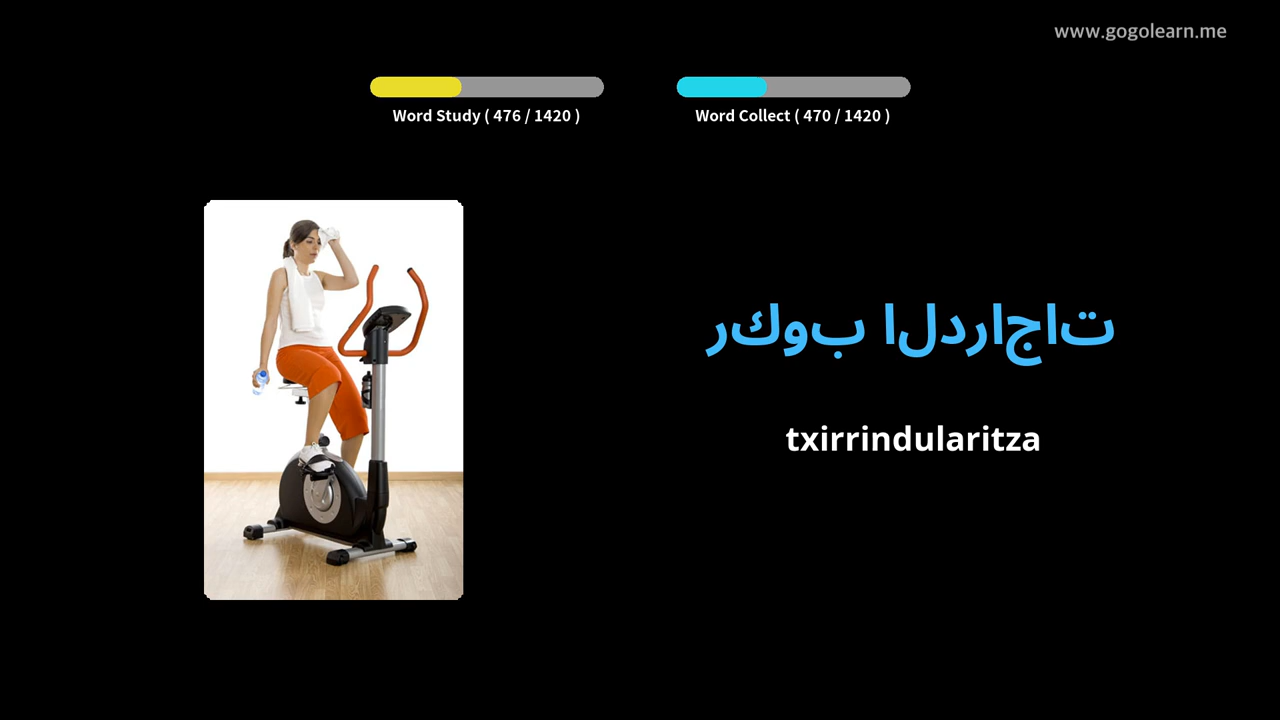 www.gogolearn.me
Word Study ( 476 / 1420 )
Word Collect ( 470 / 1420 )
ركوب الدراجات
txirrindularitza